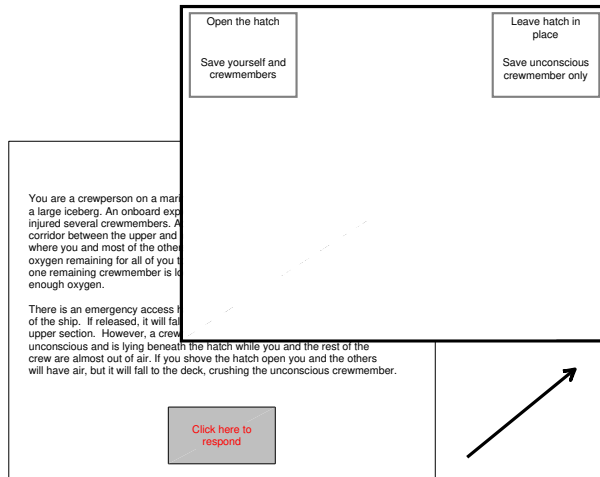 Open the hatch
Save yourself and
crewmembers
Leave hatch in
place
Save unconscious
crewmember only
You are a crewperson on a mari
a large iceberg. An onboard exp
injured several crewmembers. A
corridor between the upper and
where you and most of the other
oxygen remaining for all of you t
one remaining crewmember is lo
enough oxygen.
There is an emergency access h
of the ship. If released, it will fal
upper section. However, a crew
unconscious and is lying beneath the hatch while you and the rest of the
crew are almost out of air. If you shove the hatch open you and the others
will have air, but it will fall to the deck, crushing the unconscious crewmember.
Click here to
respond